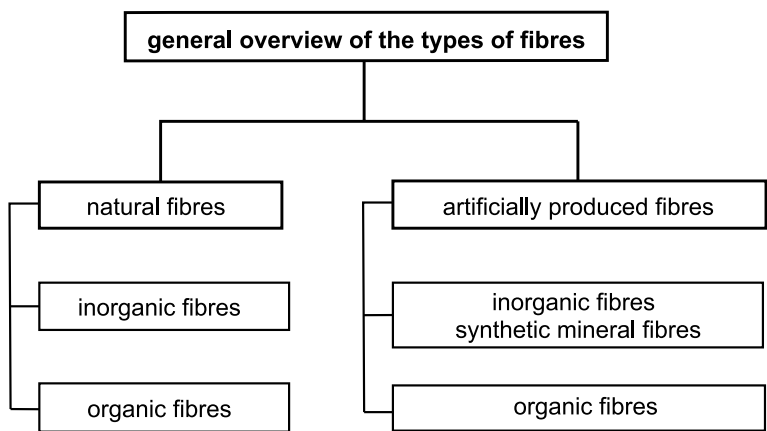 general overview of the types of fibres
natural fibres
inorganic fibres
organic fibres
artificially produced fibres
inorganic fibres
synthetic mineral fibres
organic fibres